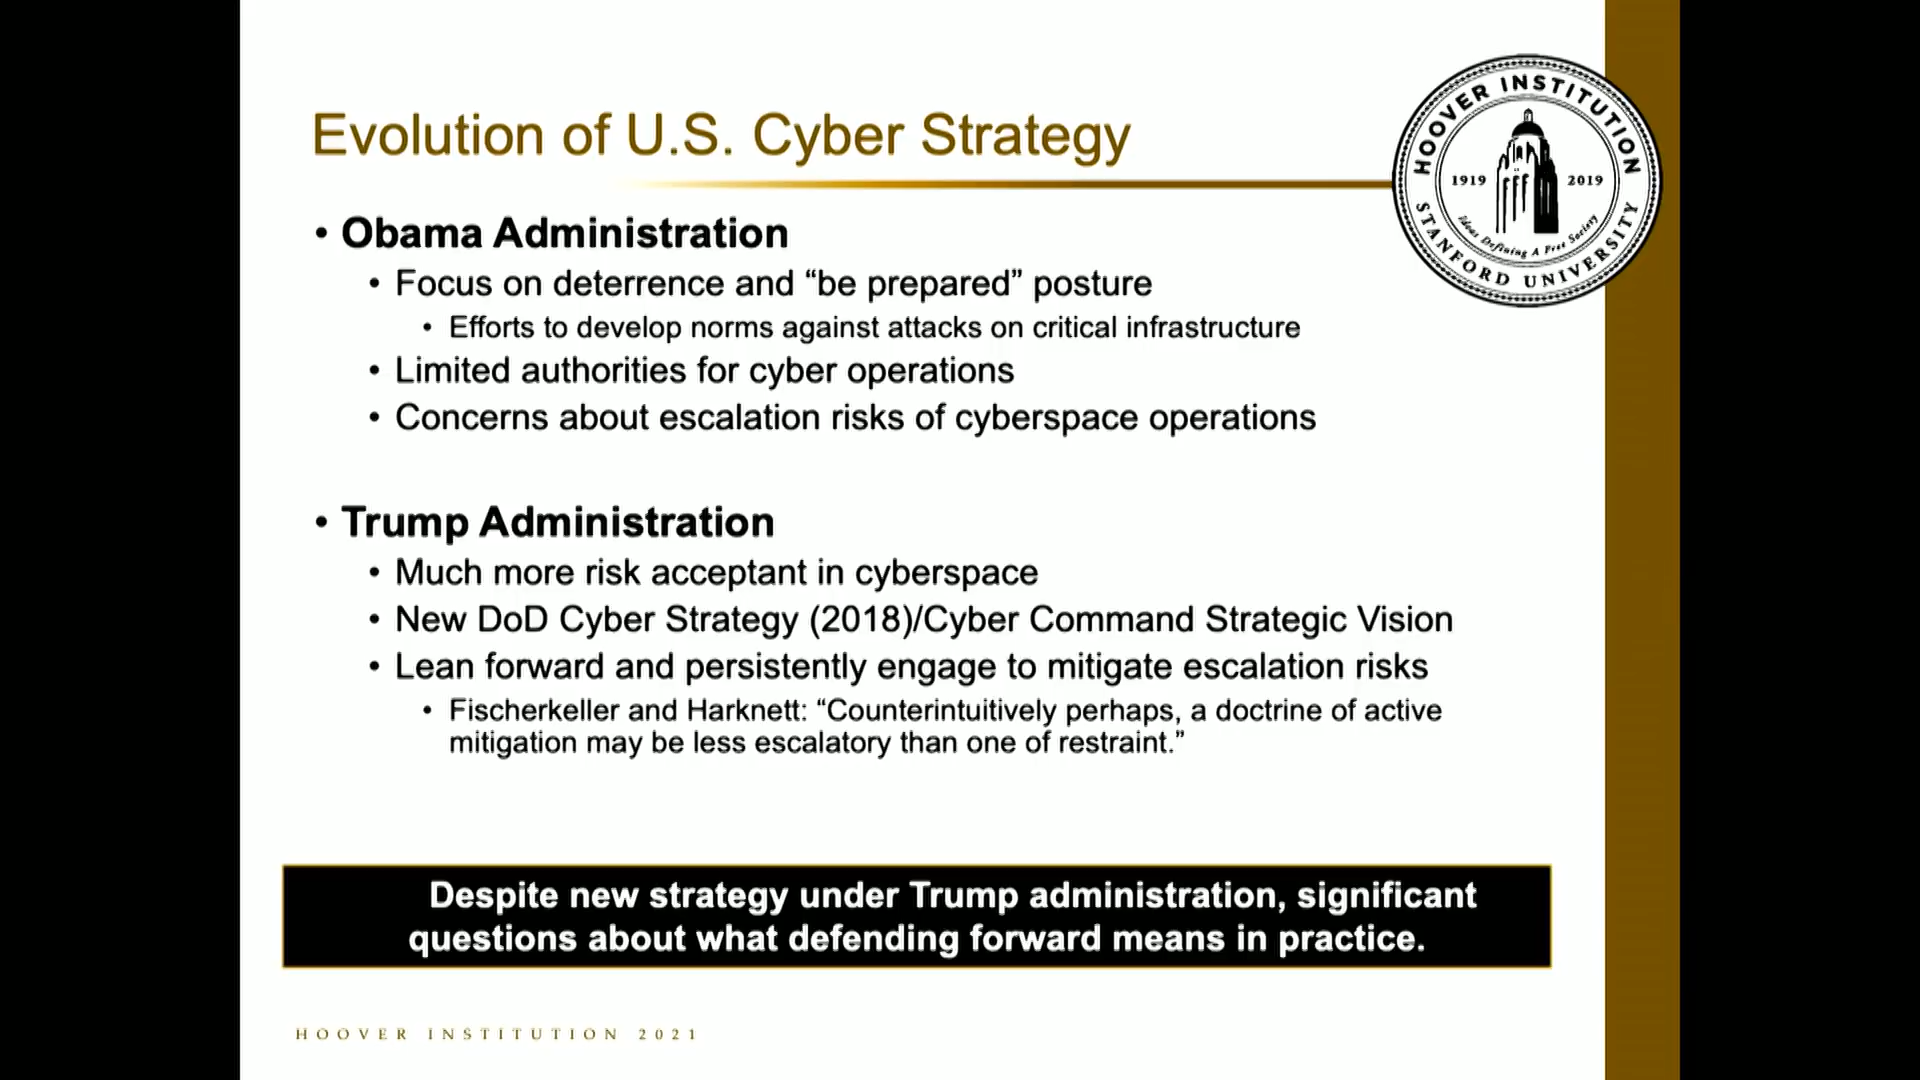 Evolution of U.S. Cyber Strategy
HOOVER INSTITUTION
1919 2019
Ideas Defining A Free Society
STANFORD UNIVERSITY
• Obama Administration
• Focus on deterrence and “be prepared” posture
• Efforts to develop norms against attacks on critical infrastructure
• Limited authorities for cyber operations
• Concerns about escalation risks of cyberspace operations
• Trump Administration
• Much more risk acceptant in cyberspace
• New DoD Cyber Strategy (2018)/Cyber Command Strategic Vision
• Lean forward and persistently engage to mitigate escalation risks
• Fischerkeller and Harknett: “Counterintuitively perhaps, a doctrine of active
mitigation may be less escalatory than one of restraint.”
Despite new strategy under Trump administration, significant
questions about what defending forward means in practice.
HOOVER INSTITUTION 2021